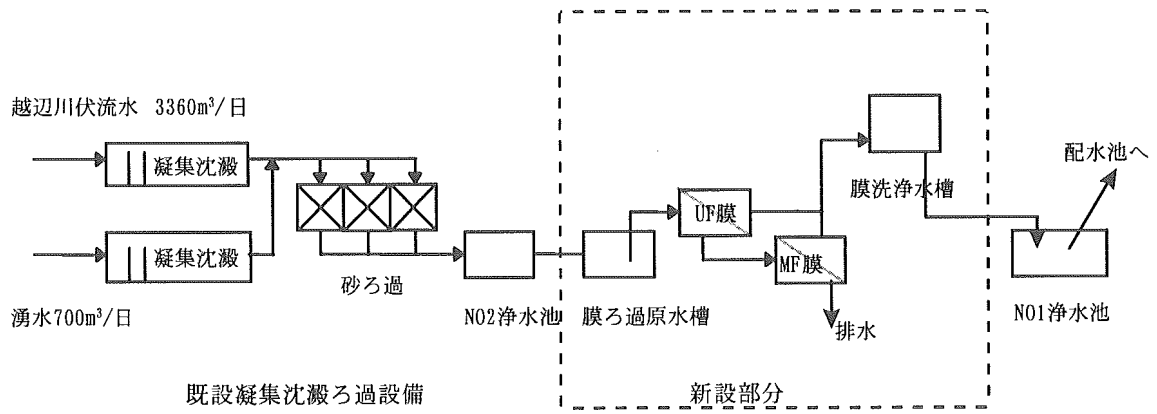 越辺川伏流水 3360m³/日
凝集沈澱
凝集沈澱
湧水700m³/日
砂ろ過
NO2浄水池
膜ろ過原水槽
UF膜
MF膜
排水
膜洗浄水槽
配水池へ
NO1浄水池
既設凝集沈澱ろ過設備
新設部分